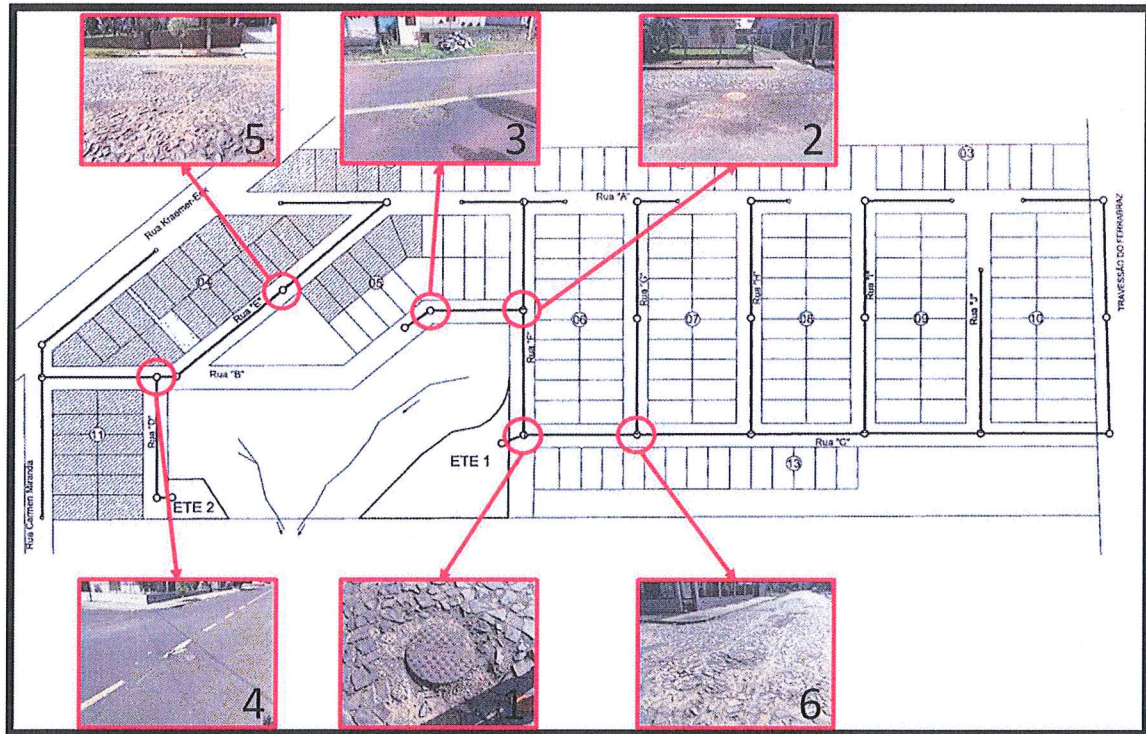 5
3
2
03
Rua Kraemer-Eck
Rua "A"
TRAVESSÃO DO FERRABRAZ
04
05
Rua "E"
Rua "G"
Rua "H"
Rua "I"
Rua "J"
06
07
08
09
10
Rua "F"
Rua "B"
11
Rua "D"
ETE 1
Rua "C"
13
ETE 2
Rua Carmen Miranda
4
1
6